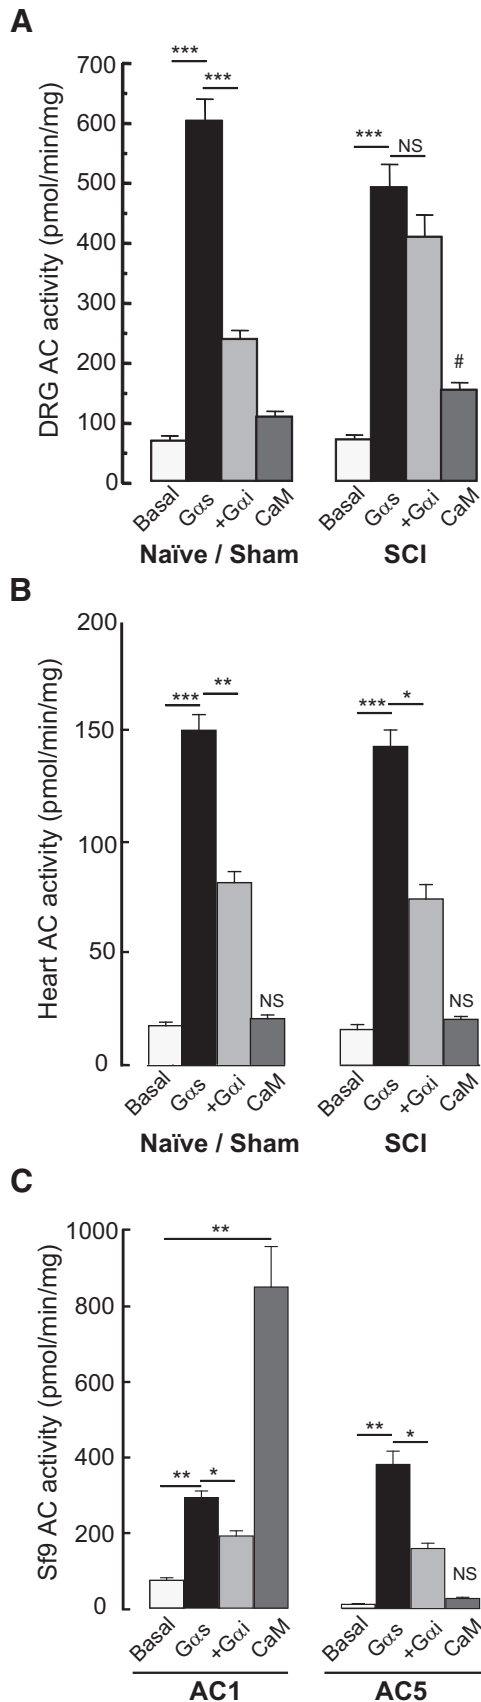 A
DRG AC activity (pmol/min/mg)
700
600
500
400
300
200
100
0
***
***
***
NS
#
Basal
Gαs
+Gαi
CaM
Basal
Gαs
+Gαi
CaM
Naïve / Sham
SCI
B
Heart AC activity (pmol/min/mg)
200
150
100
50
0
***
**
NS
***
*
NS
Basal
Gαs
+Gαi
CaM
Basal
Gαs
+Gαi
CaM
Naïve / Sham
SCI
C
Sf9 AC activity (pmol/min/mg)
1000
800
600
400
200
0
**
**
*
**
*
NS
Basal
Gαs
+Gαi
CaM
Basal
Gαs
+Gαi
CaM
AC1
AC5